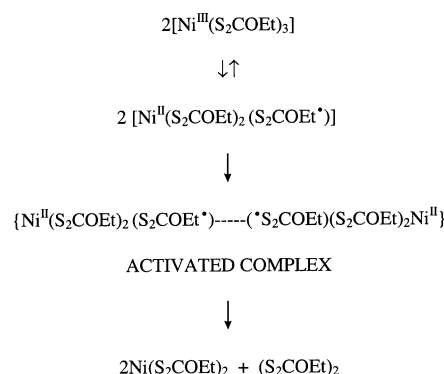 2[Ni^III(S₂COEt)₃]
↓↑
2 [Ni^II(S₂COEt)₂ (S₂COEt•)]
↓
{Ni^II(S₂COEt)₂ (S₂COEt•)-----(•S₂COEt)(S₂COEt)₂Ni^II}
ACTIVATED COMPLEX
↓
2Ni(S₂COEt)₂ + (S₂COEt)₂